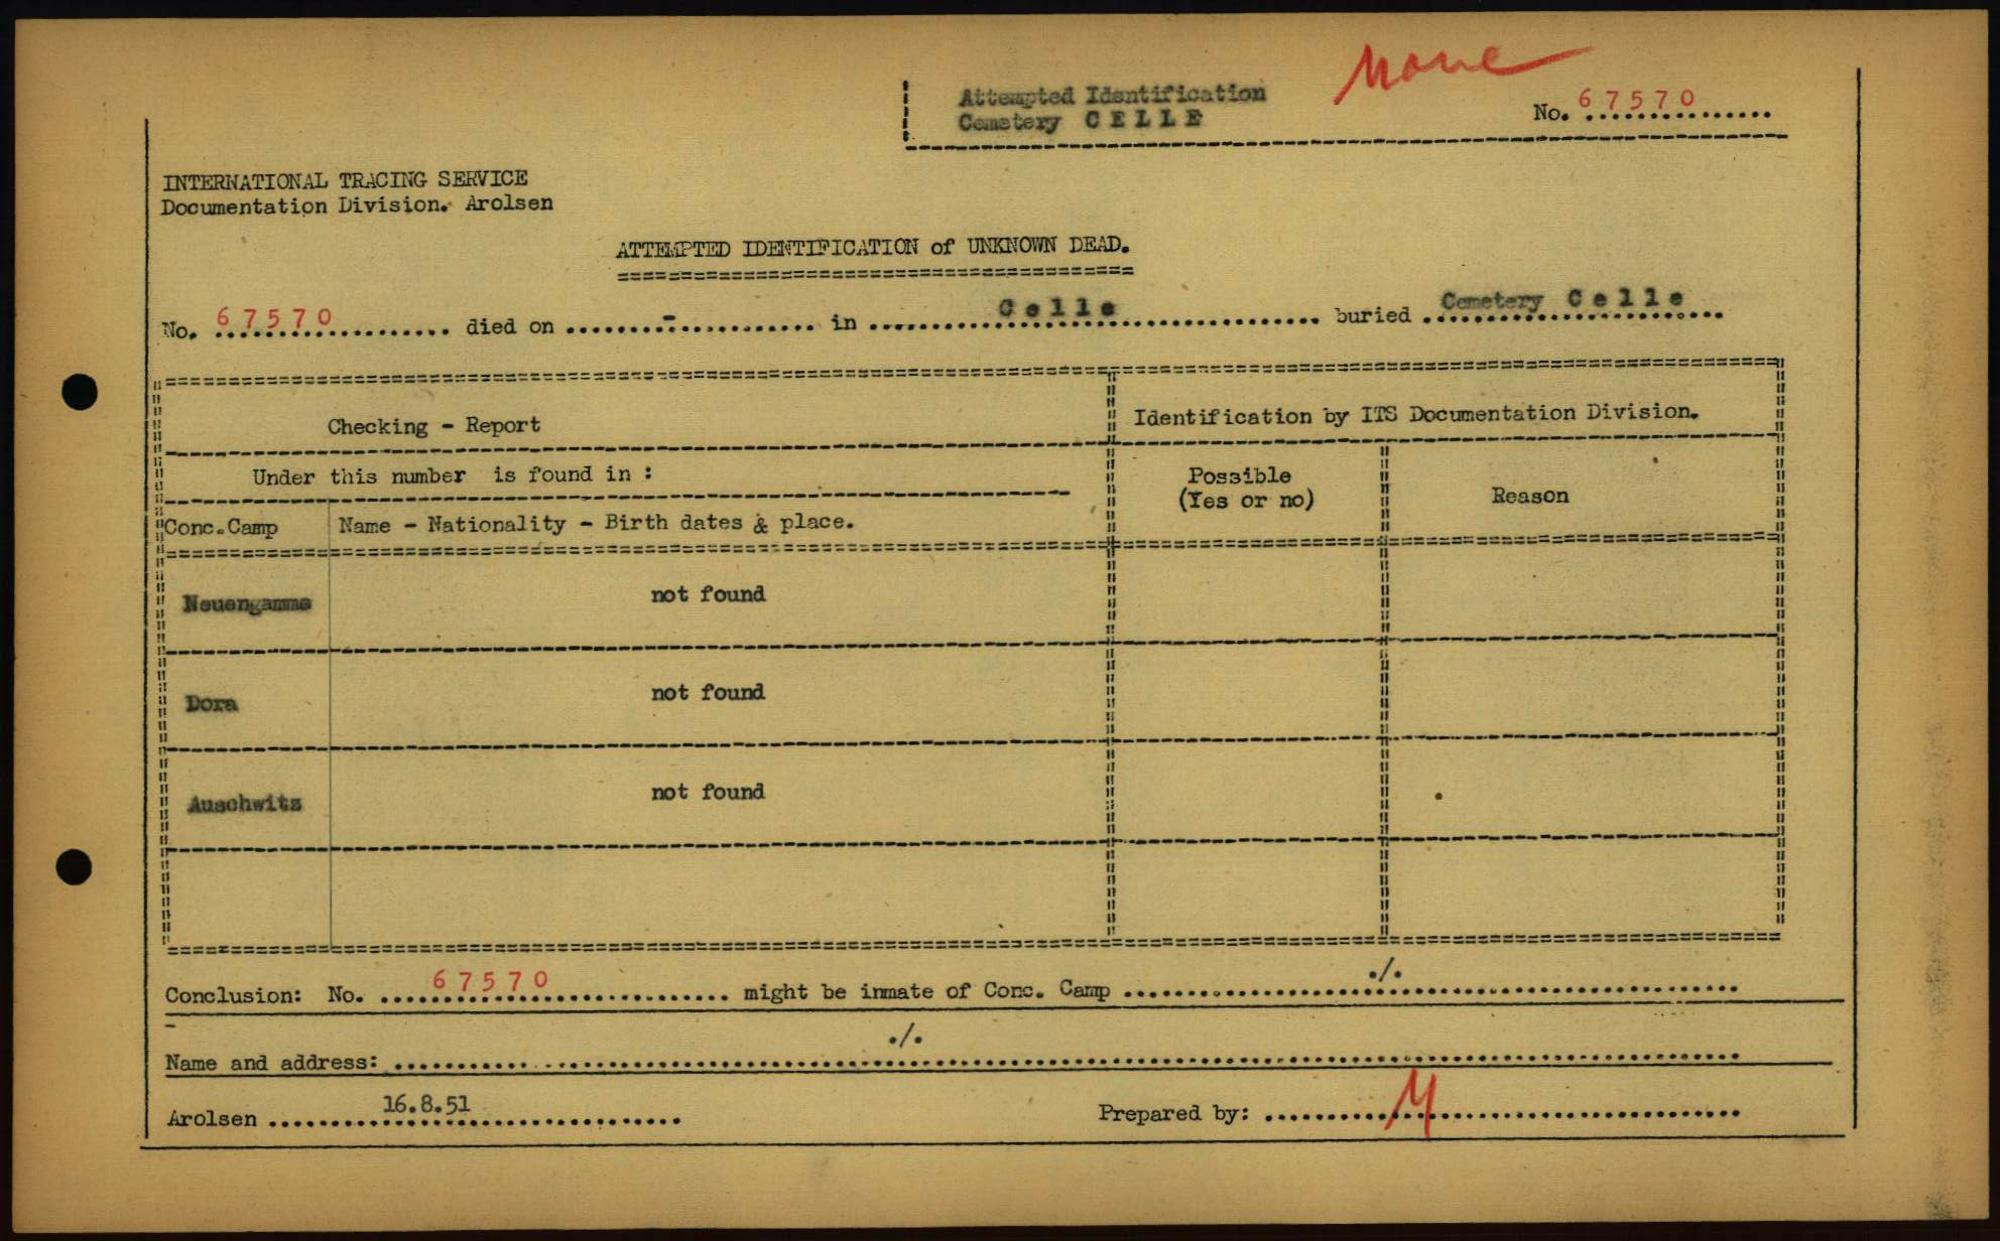 None
Attempted Identification
Cemetery CELLE
No. 67570
INTERNATIONAL TRACING SERVICE
Documentation Division. Arolsen
ATTEMPTED IDENTIFICATION of UNKNOWN DEAD.
No. 67570 died on - in Celle buried Cemetery Celle
Checking - Report
Identification by ITS Documentation Division.
Under this number is found in :
Possible
(Yes or no)
Reason
Conc.Camp Name - Nationality - Birth dates & place.
Neuengamme not found
Dora not found
Auschwitz not found
Conclusion: No. 67570 might be inmate of Conc. Camp ./.
Name and address: ./.
Arolsen 16.8.51 Prepared by: